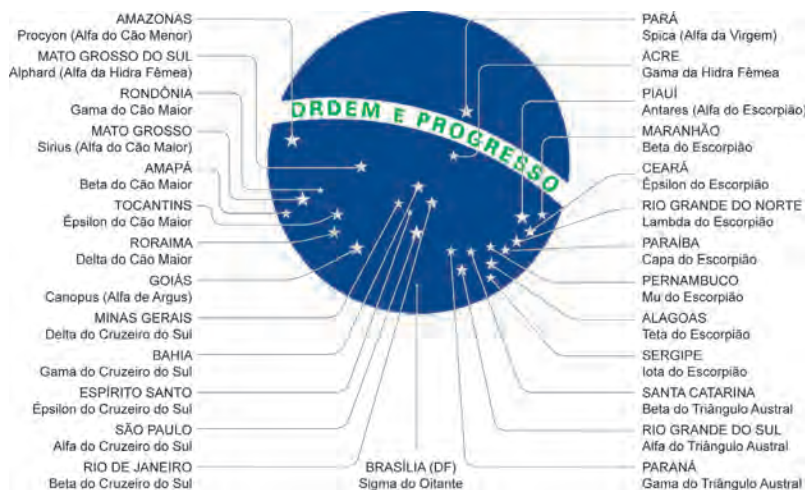 AMAZONAS
Procyon (Alfa do Cão Menor)
MATO GROSSO DO SUL
Alphard (Alfa da Hidra Fêmea)
RONDÔNIA
Gama do Cão Maior
MATO GROSSO
Sirius (Alfa do Cão Maior)
AMAPÁ
Beta do Cão Maior
TOCANTINS
Épsilon do Cão Maior
RORAIMA
Delta do Cão Maior
GOIÁS
Canopus (Alfa de Argus)
MINAS GERAIS
Delta do Cruzeiro do Sul
BAHIA
Gama do Cruzeiro do Sul
ESPÍRITO SANTO
Épsilon do Cruzeiro do Sul
SÃO PAULO
Alfa do Cruzeiro do Sul
RIO DE JANEIRO
Beta do Cruzeiro do Sul
ORDEM E PROGRESSO
BRASÍLIA (DF)
Sigma do Oitante
PARÁ
Spica (Alfa da Virgem)
ACRE
Gama da Hidra Fêmea
PIAUÍ
Antares (Alfa do Escorpião)
MARANHÃO
Beta do Escorpião
CEARÁ
Épsilon do Escorpião
RIO GRANDE DO NORTE
Lambda do Escorpião
PARAÍBA
Capa do Escorpião
PERNAMBUCO
Mu do Escorpião
ALAGOAS
Teta do Escorpião
SERGIPE
Iota do Escorpião
SANTA CATARINA
Beta do Triângulo Austral
RIO GRANDE DO SUL
Alfa do Triângulo Austral
PARANÁ
Gama do Triângulo Austral